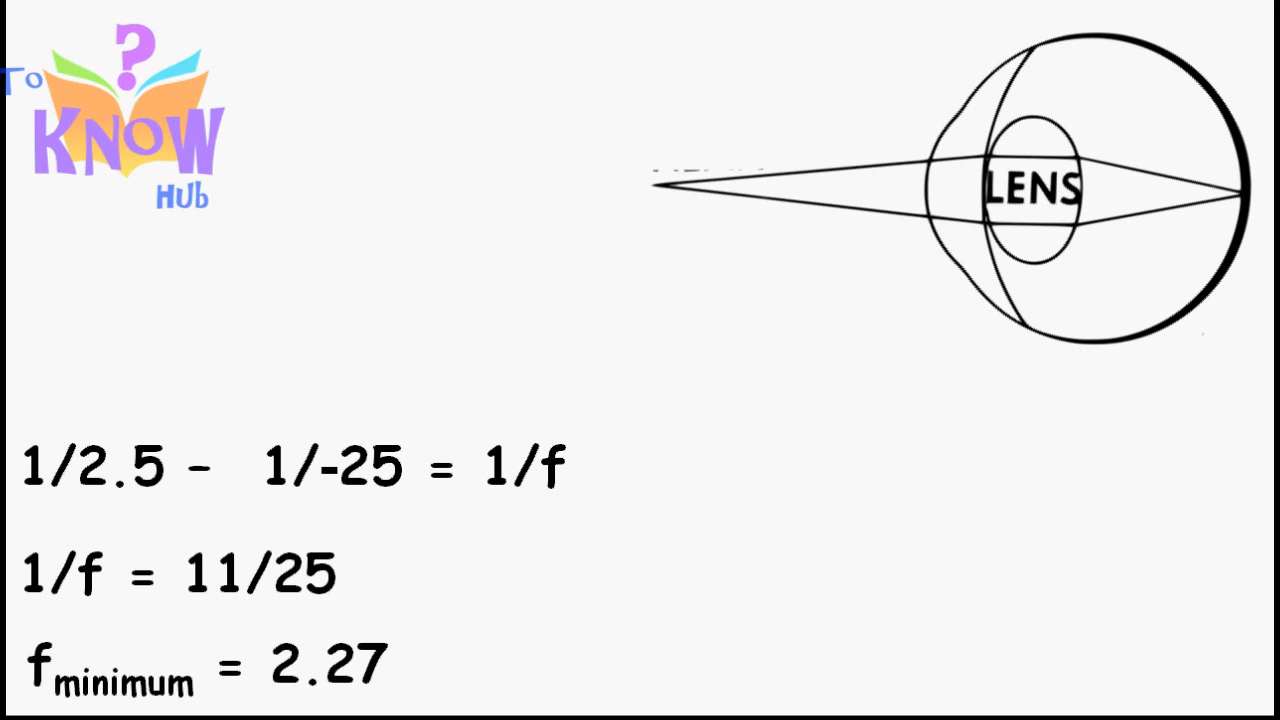 ?
To
KNOW
HUb
LENS
1/2.5 - 1/-25 = 1/f
1/f = 11/25
fminimum = 2.27